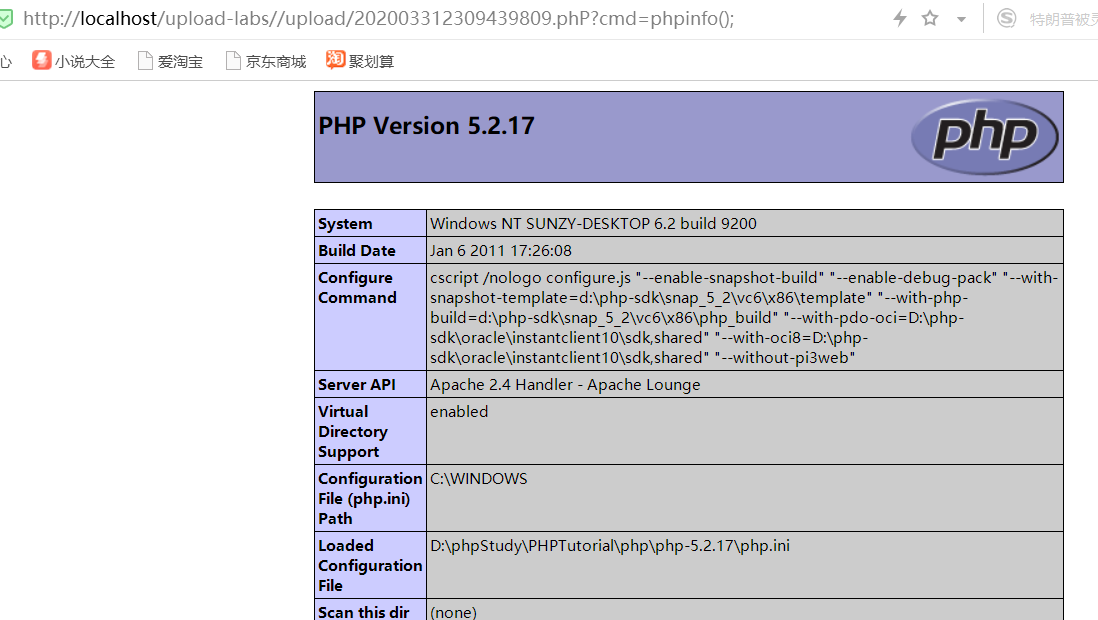 http://localhost/upload-labs//upload/202003312309439809.phP?cmd=phpinfo();
特朗普被
心 小说大全 爱淘宝 京东商城 淘 聚划算
PHP Version 5.2.17
php
System Windows NT SUNZY-DESKTOP 6.2 build 9200
Build Date Jan 6 2011 17:26:08
Configure Command cscript /nologo configure.js "--enable-snapshot-build" "--enable-debug-pack" "--with-
snapshot-template=d:\php-sdk\snap_5_2\vc6\x86\template" "--with-php-
build=d:\php-sdk\snap_5_2\vc6\x86\php_build" "--with-pdo-oci=D:\php-
sdk\oracle\instantclient10\sdk,shared" "--with-oci8=D:\php-
sdk\oracle\instantclient10\sdk,shared" "--without-pi3web"
Server API Apache 2.4 Handler - Apache Lounge
Virtual Directory Support enabled
Configuration File (php.ini) Path C:\WINDOWS
Loaded Configuration File D:\phpStudy\PHPTutorial\php\php-5.2.17\php.ini
Scan this dir (none)